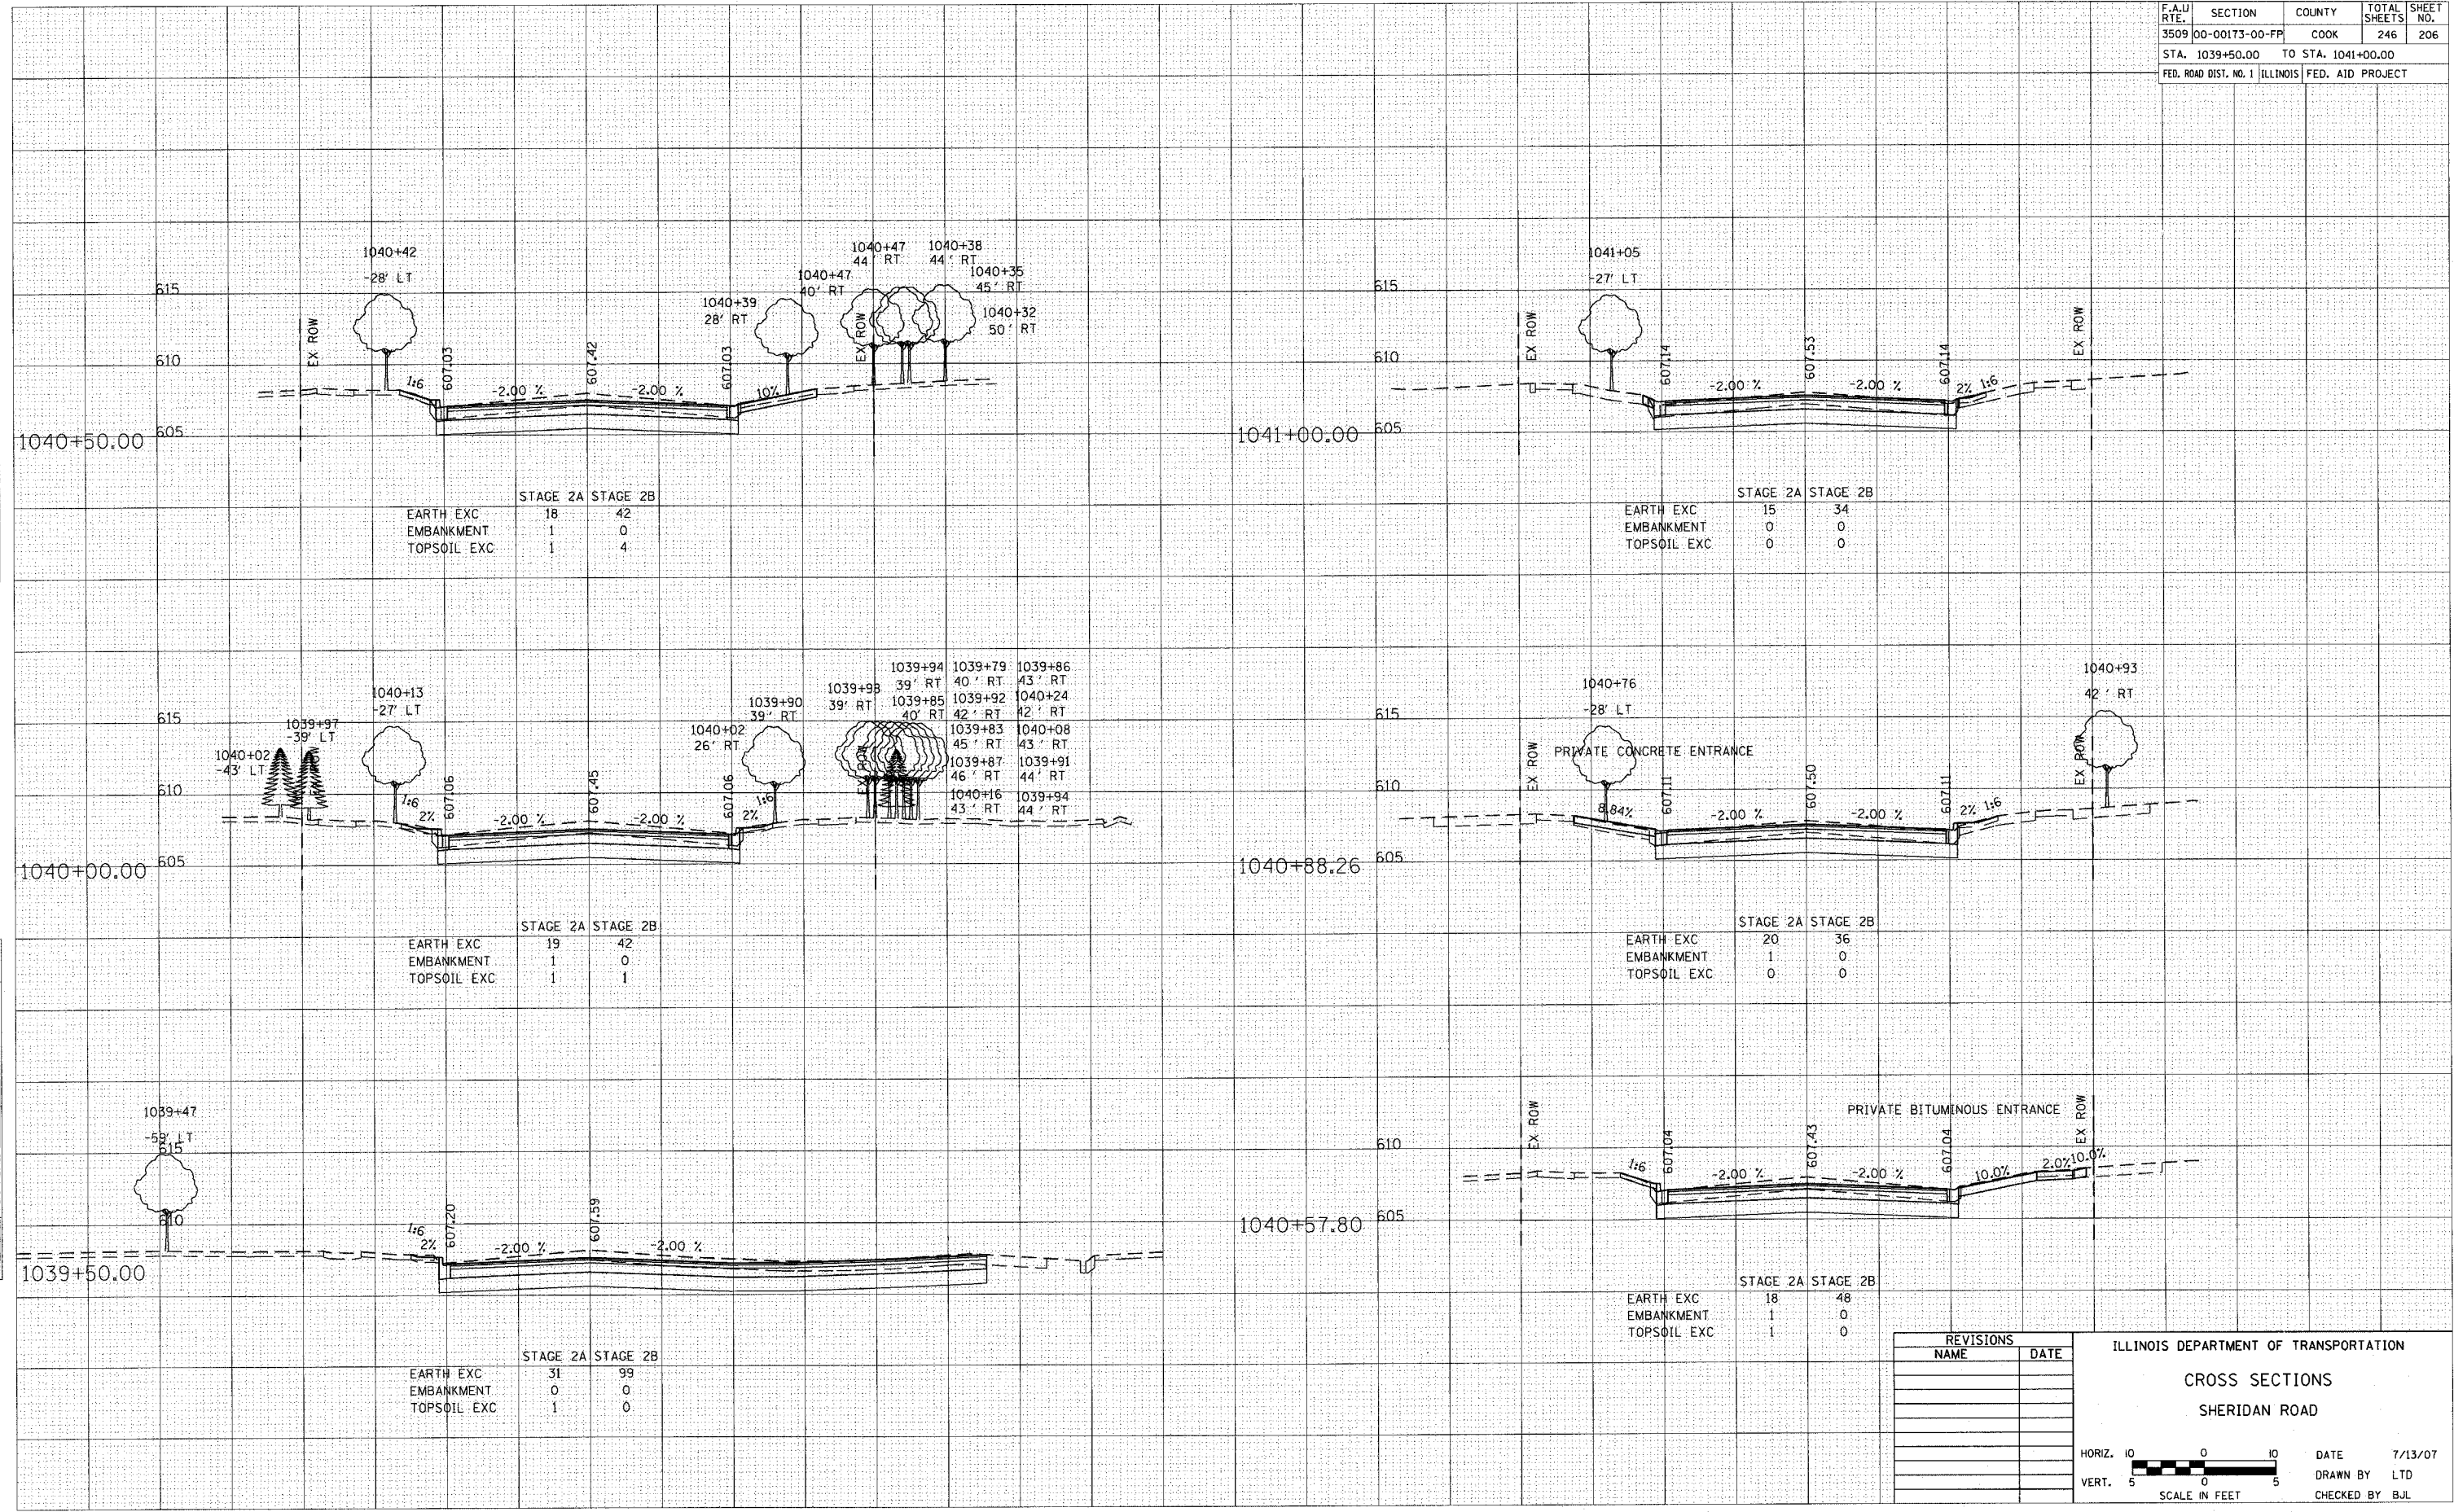 F.A.U RTE. SECTION COUNTY TOTAL SHEETS SHEET NO.
3509 00-00173-00-FP COOK 246 206
STA. 1039+50.00 TO STA. 1041+00.00
FED. ROAD DIST. NO. 1 ILLINOIS FED. AID PROJECT
1040+42
-28' LT
1040+39
28' RT
1040+47
40' RT
1040+47
44' RT
1040+38
44' RT
1040+35
45' RT
1040+32
50' RT
615
610
605
EX ROW
EX ROW
1:6
607.03
-2.00 %
607.42
-2.00 %
607.03
10%
1040+50.00
STAGE 2A STAGE 2B
EARTH EXC 18 42
EMBANKMENT 1 0
TOPSOIL EXC 1 4
1040+02
-43' LT
1039+97
-39' LT
1040+13
-27' LT
1040+02
26' RT
1039+90
39' RT
1039+98
39' RT
1039+94 1039+79 1039+86
39' RT 40' RT 43' RT
1039+85 1039+92 1040+24
40' RT 42' RT 42' RT
1039+83 1040+08
45' RT 43' RT
1039+87 1039+91
46' RT 44' RT
1040+16 1039+94
43' RT 44' RT
615
610
605
EX ROW
EX ROW
1:6
2%
607.06
-2.00 %
607.45
-2.00 %
607.06
2%
1:6
1040+00.00
STAGE 2A STAGE 2B
EARTH EXC 19 42
EMBANKMENT 1 0
TOPSOIL EXC 1 1
1039+47
-59' LT
615
610
1:6
2%
607.20
-2.00 %
607.59
-2.00 %
1039+50.00
STAGE 2A STAGE 2B
EARTH EXC 31 99
EMBANKMENT 0 0
TOPSOIL EXC 1 0
1041+05
-27' LT
615
610
605
EX ROW
EX ROW
607.14
-2.00 %
607.53
-2.00 %
607.14
2% 1:6
1041+00.00
STAGE 2A STAGE 2B
EARTH EXC 15 34
EMBANKMENT 0 0
TOPSOIL EXC 0 0
1040+76
-28' LT
1040+93
42' RT
615
610
605
EX ROW
PRIVATE CONCRETE ENTRANCE
EX ROW
8.84%
607.11
-2.00 %
607.50
-2.00 %
607.11
2% 1:6
1040+88.26
STAGE 2A STAGE 2B
EARTH EXC 20 36
EMBANKMENT 1 0
TOPSOIL EXC 0 0
PRIVATE BITUMINOUS ENTRANCE
610
605
EX ROW
EX ROW
1:6
607.04
-2.00 %
607.43
-2.00 %
607.04
10.0%
2.0%
10.0%
1040+57.80
STAGE 2A STAGE 2B
EARTH EXC 18 48
EMBANKMENT 1 0
TOPSOIL EXC 1 0
REVISIONS
NAME DATE
ILLINOIS DEPARTMENT OF TRANSPORTATION
CROSS SECTIONS
SHERIDAN ROAD
HORIZ. 10 0 10
VERT. 5 0 5
SCALE IN FEET
DATE 7/13/07
DRAWN BY LTD
CHECKED BY BJL